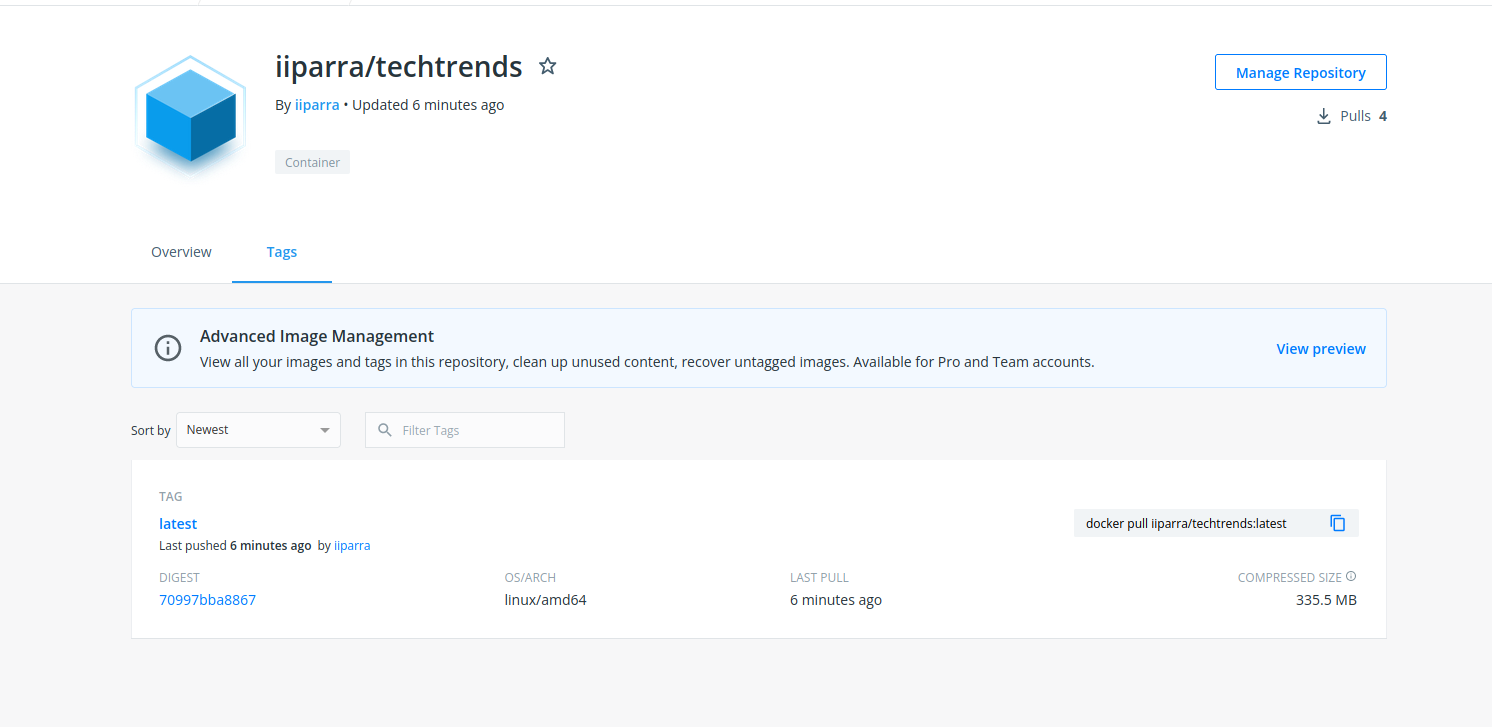 iiparra/techtrends
Manage Repository
By iiparra • Updated 6 minutes ago
Pulls 4
Container
Overview
Tags
Advanced Image Management
View all your images and tags in this repository, clean up unused content, recover untagged images. Available for Pro and Team accounts.
View preview
Sort by
Newest
Filter Tags
TAG
latest
docker pull iiparra/techtrends:latest
Last pushed 6 minutes ago by iiparra
DIGEST
OS/ARCH
LAST PULL
COMPRESSED SIZE
70997bba8867
linux/amd64
6 minutes ago
335.5 MB